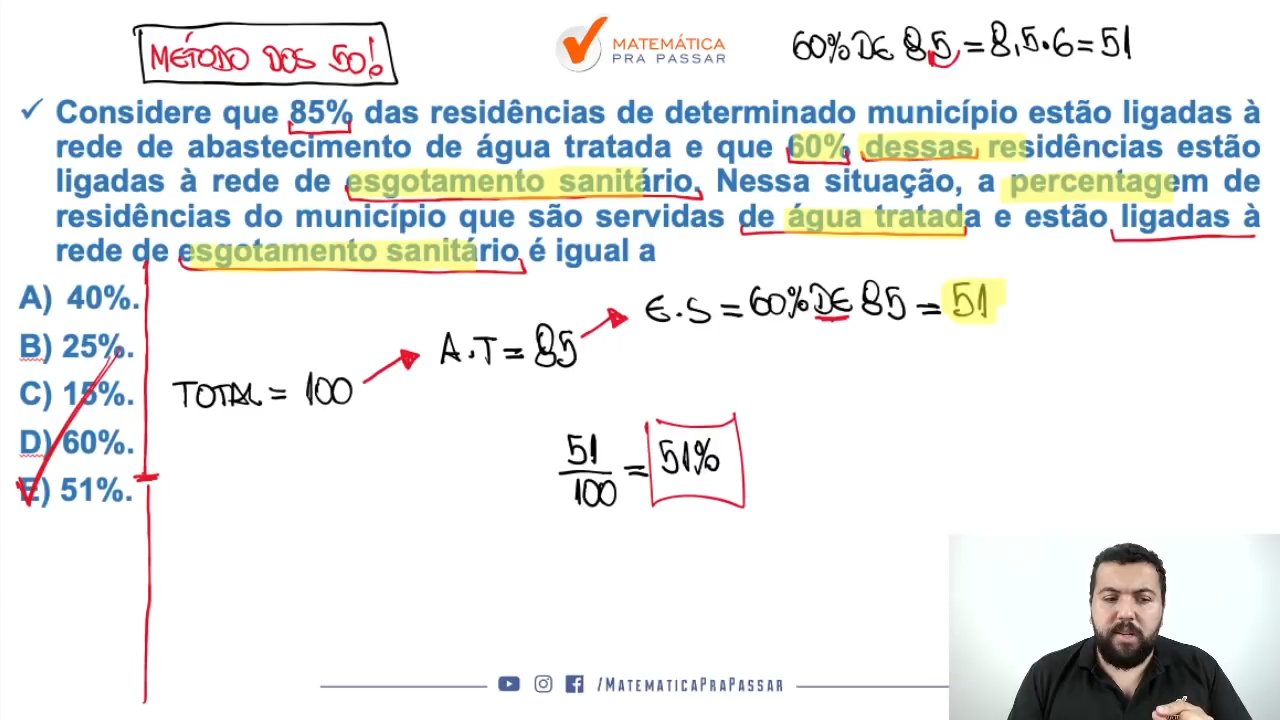 MÉTODO DOS 50!
MATEMÁTICA
PRA PASSAR
60% DE 85 = 8,5·6 = 51
✓ Considere que 85% das residências de determinado município estão ligadas à
rede de abastecimento de água tratada e que 60% dessas residências estão
ligadas à rede de esgotamento sanitário. Nessa situação, a percentagem de
residências do município que são servidas de água tratada e estão ligadas à
rede de esgotamento sanitário é igual a
A) 40%.
B) 25%.
C) 15%.
D) 60%.
E) 51%.
TOTAL = 100
A.T = 85
E.S = 60% DE 85 = 51
51
100
= 51%
/MATEMATICAPRAPASSAR